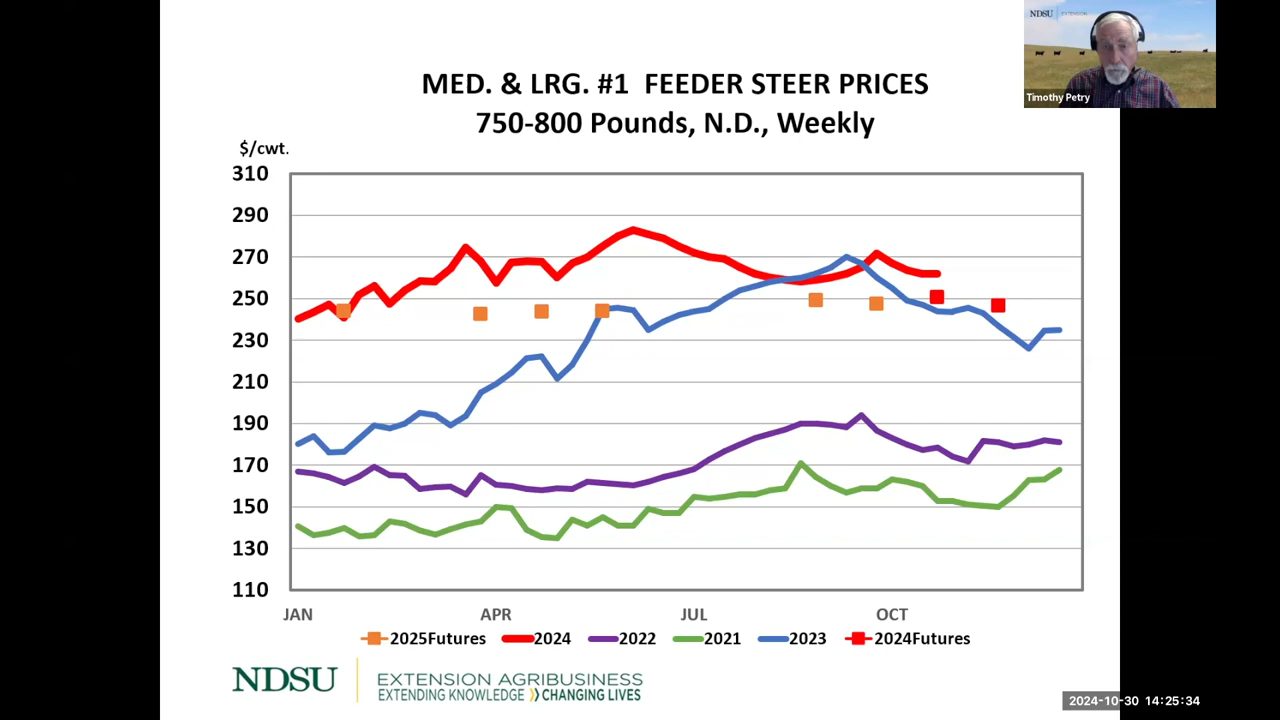 NDSU EXTENSION
Timothy Petry
MED. & LRG. #1 FEEDER STEER PRICES
750-800 Pounds, N.D., Weekly
$/cwt.
310
290
270
250
230
210
190
170
150
130
110
JAN APR JUL OCT
2025Futures 2024 2022 2021 2023 2024Futures
NDSU EXTENSION AGRIBUSINESS
EXTENDING KNOWLEDGE CHANGING LIVES
2024-10-30 14:25:34